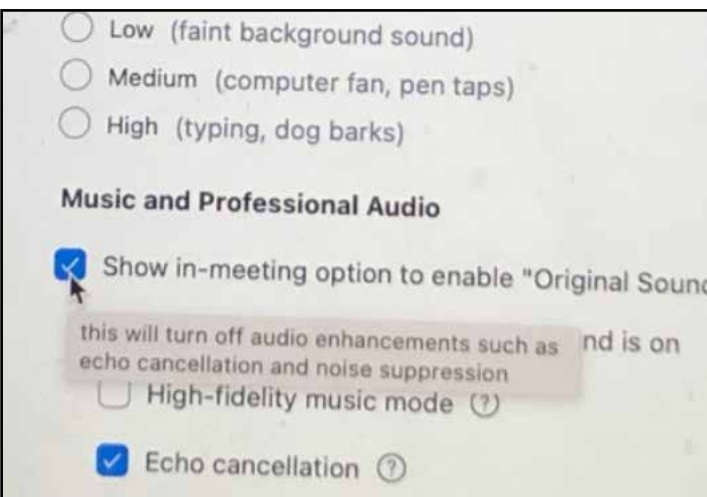 Low (faint background sound)
Medium (computer fan, pen taps)
High (typing, dog barks)
Music and Professional Audio
Show in-meeting option to enable "Original Sound
this will turn off audio enhancements such as
echo cancellation and noise suppression
nd is on
High-fidelity music mode (?)
Echo cancellation (?)